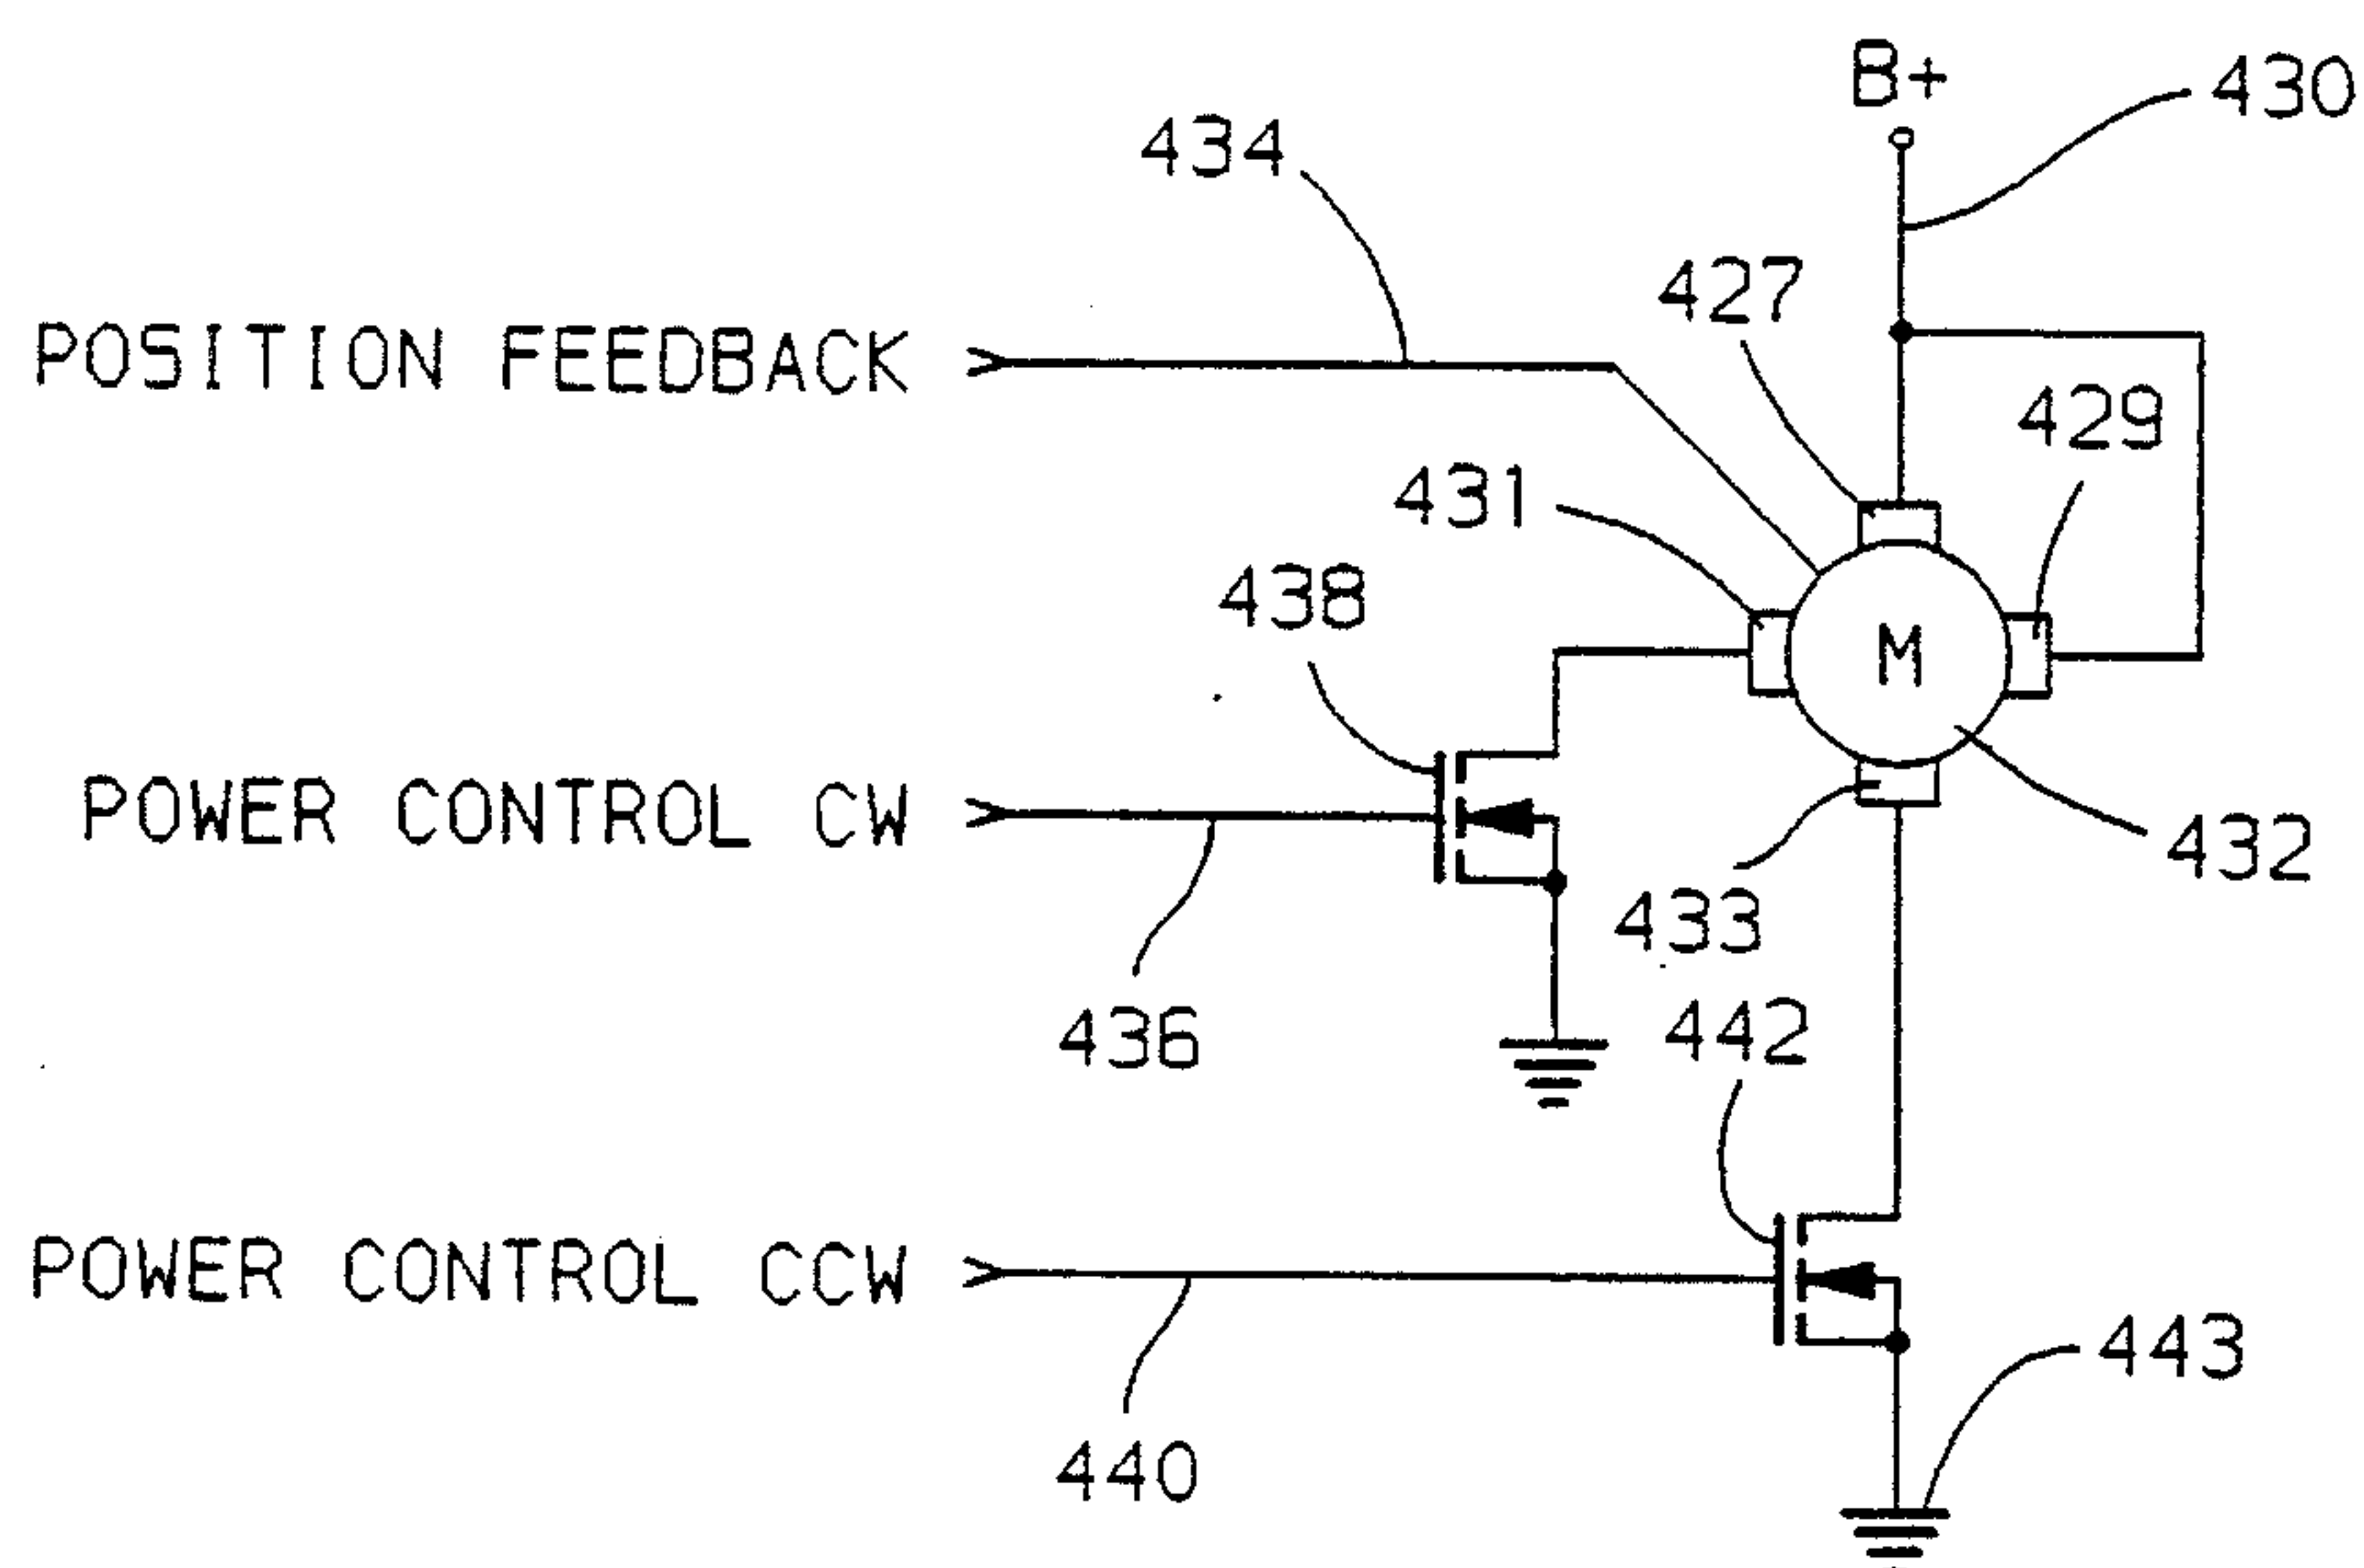 B+
430
434
427
POSITION FEEDBACK
429
431
438
M
POWER CONTROL CW
432
433
436
442
POWER CONTROL CCW
443
440